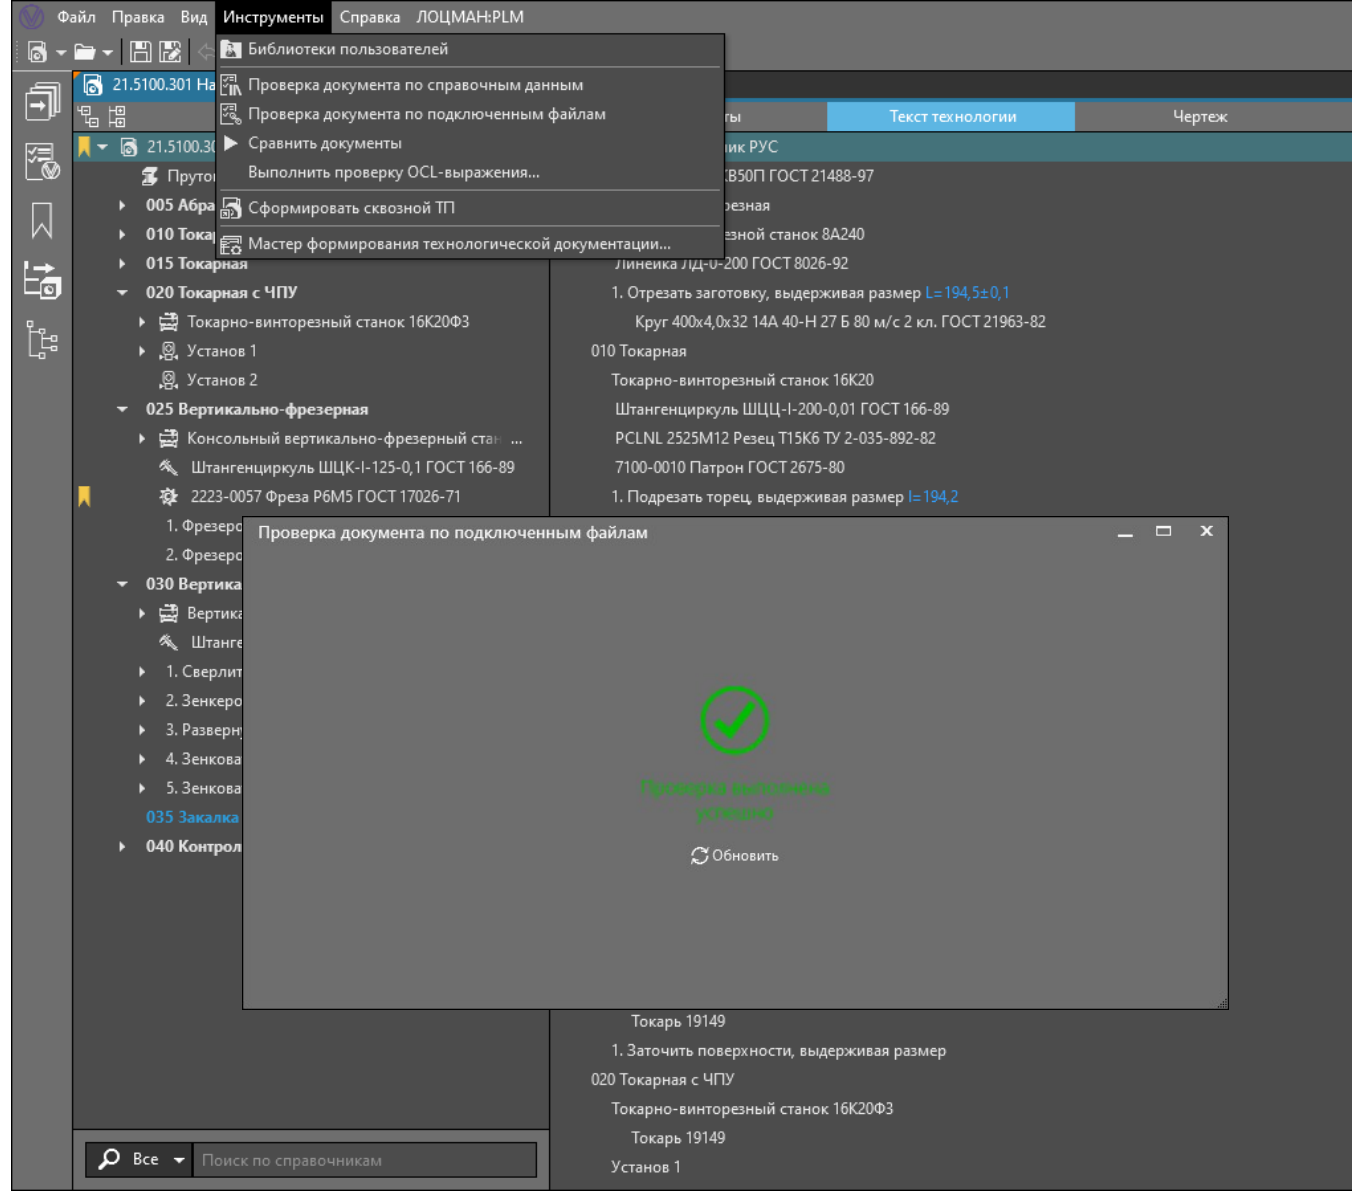 Файл Правка Вид Инструменты Справка ЛОЦМАН:PLM
Библиотеки пользователей
Проверка документа по справочным данным
Проверка документа по подключенным файлам
Сравнить документы
Выполнить проверку OCL-выражения...
Сформировать сквозной ТП
Мастер формирования технологической документации...
21.5100.301 На
ты Текст технологии Чертеж
21.5100.30
Пруто
005 Абра
010 Тока
015 Токарная
020 Токарная с ЧПУ
Токарно-винторезный станок 16К20Ф3
Установ 1
Установ 2
025 Вертикально-фрезерная
Консольный вертикально-фрезерный стан ...
Штангенциркуль ШЦК-I-125-0,1 ГОСТ 166-89
2223-0057 Фреза Р6М5 ГОСТ 17026-71
1. Фрезеро
2. Фрезеро
030 Вертика
Вертика
Штанге
1. Сверлит
2. Зенкеро
3. Разверну
4. Зенкова
5. Зенкова
035 Закалка
040 Контрол
Все Поиск по справочникам
ик РУС
КВ50П ГОСТ 21488-97
резная
езной станок 8А240
Линейка ЛД-0-200 ГОСТ 8026-92
1. Отрезать заготовку, выдерживая размер L=194,5±0,1
Круг 400х4,0х32 14А 40-Н 27 Б 80 м/с 2 кл. ГОСТ 21963-82
010 Токарная
Токарно-винторезный станок 16К20
Штангенциркуль ШЦЦ-I-200-0,01 ГОСТ 166-89
PCLNL 2525M12 Резец Т15К6 ТУ 2-035-892-82
7100-0010 Патрон ГОСТ 2675-80
1. Подрезать торец, выдерживая размер l=194,2
Проверка документа по подключенным файлам
Проверка выполнена
успешно
Обновить
Токарь 19149
1. Заточить поверхности, выдерживая размер
020 Токарная с ЧПУ
Токарно-винторезный станок 16К20Ф3
Токарь 19149
Установ 1